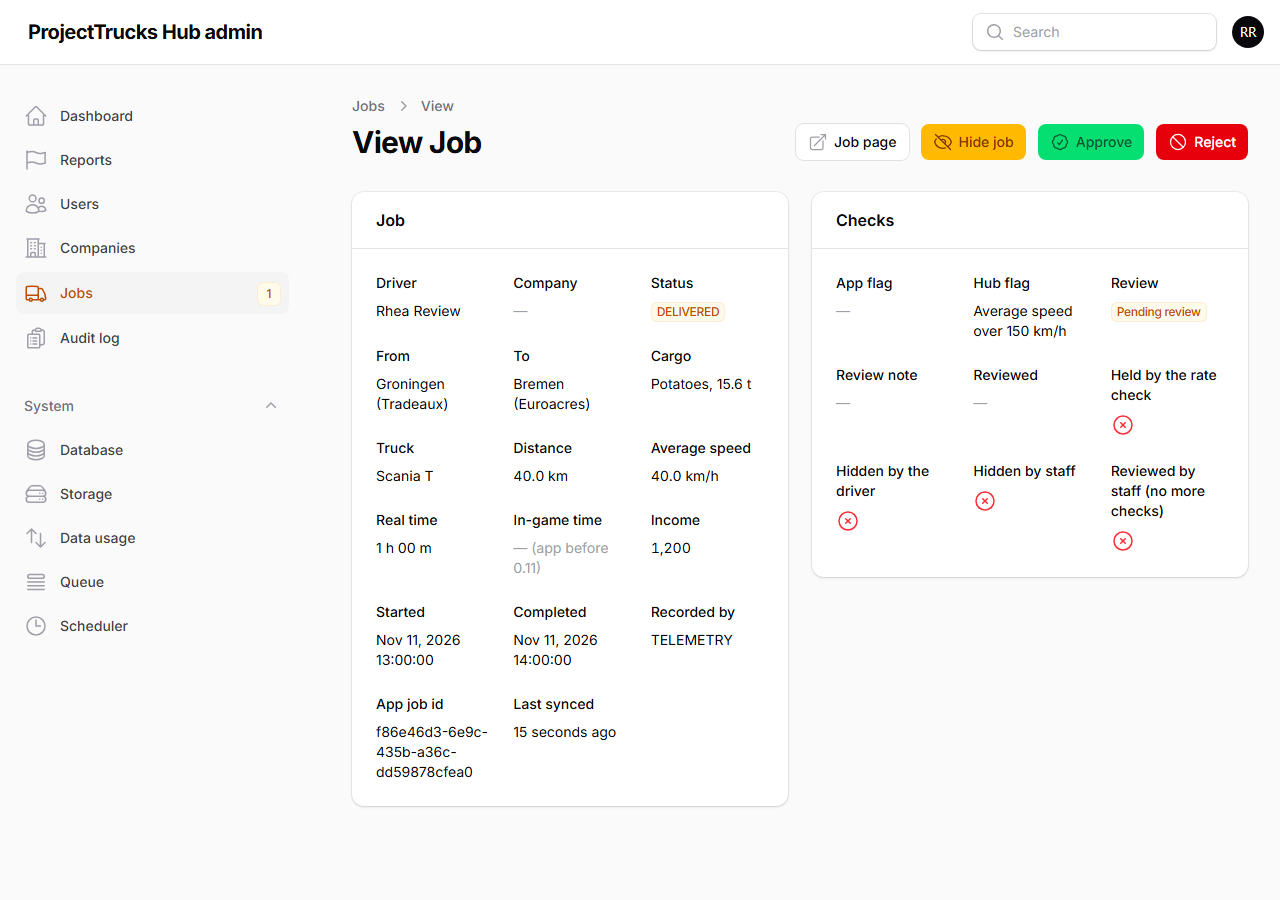 ProjectTrucks Hub admin
Search
RR
Dashboard
Reports
Users
Companies
Jobs
1
Audit log
System
Database
Storage
Data usage
Queue
Scheduler
Jobs > View
View Job
Job page
Hide job
Approve
Reject
Job
Driver
Rhea Review
Company
—
Status
DELIVERED
From
Groningen
(Tradeaux)
To
Bremen
(Euroacres)
Cargo
Potatoes, 15.6 t
Truck
Scania T
Distance
40.0 km
Average speed
40.0 km/h
Real time
1 h 00 m
In-game time
— (app before
0.11)
Income
1,200
Started
Nov 11, 2026
13:00:00
Completed
Nov 11, 2026
14:00:00
Recorded by
TELEMETRY
App job id
f86e46d3-6e9c-
435b-a36c-
dd59878cfea0
Last synced
15 seconds ago
Checks
App flag
—
Hub flag
Average speed
over 150 km/h
Review
Pending review
Review note
—
Reviewed
—
Held by the rate
check
Hidden by the
driver
Hidden by staff
Reviewed by
staff (no more
checks)